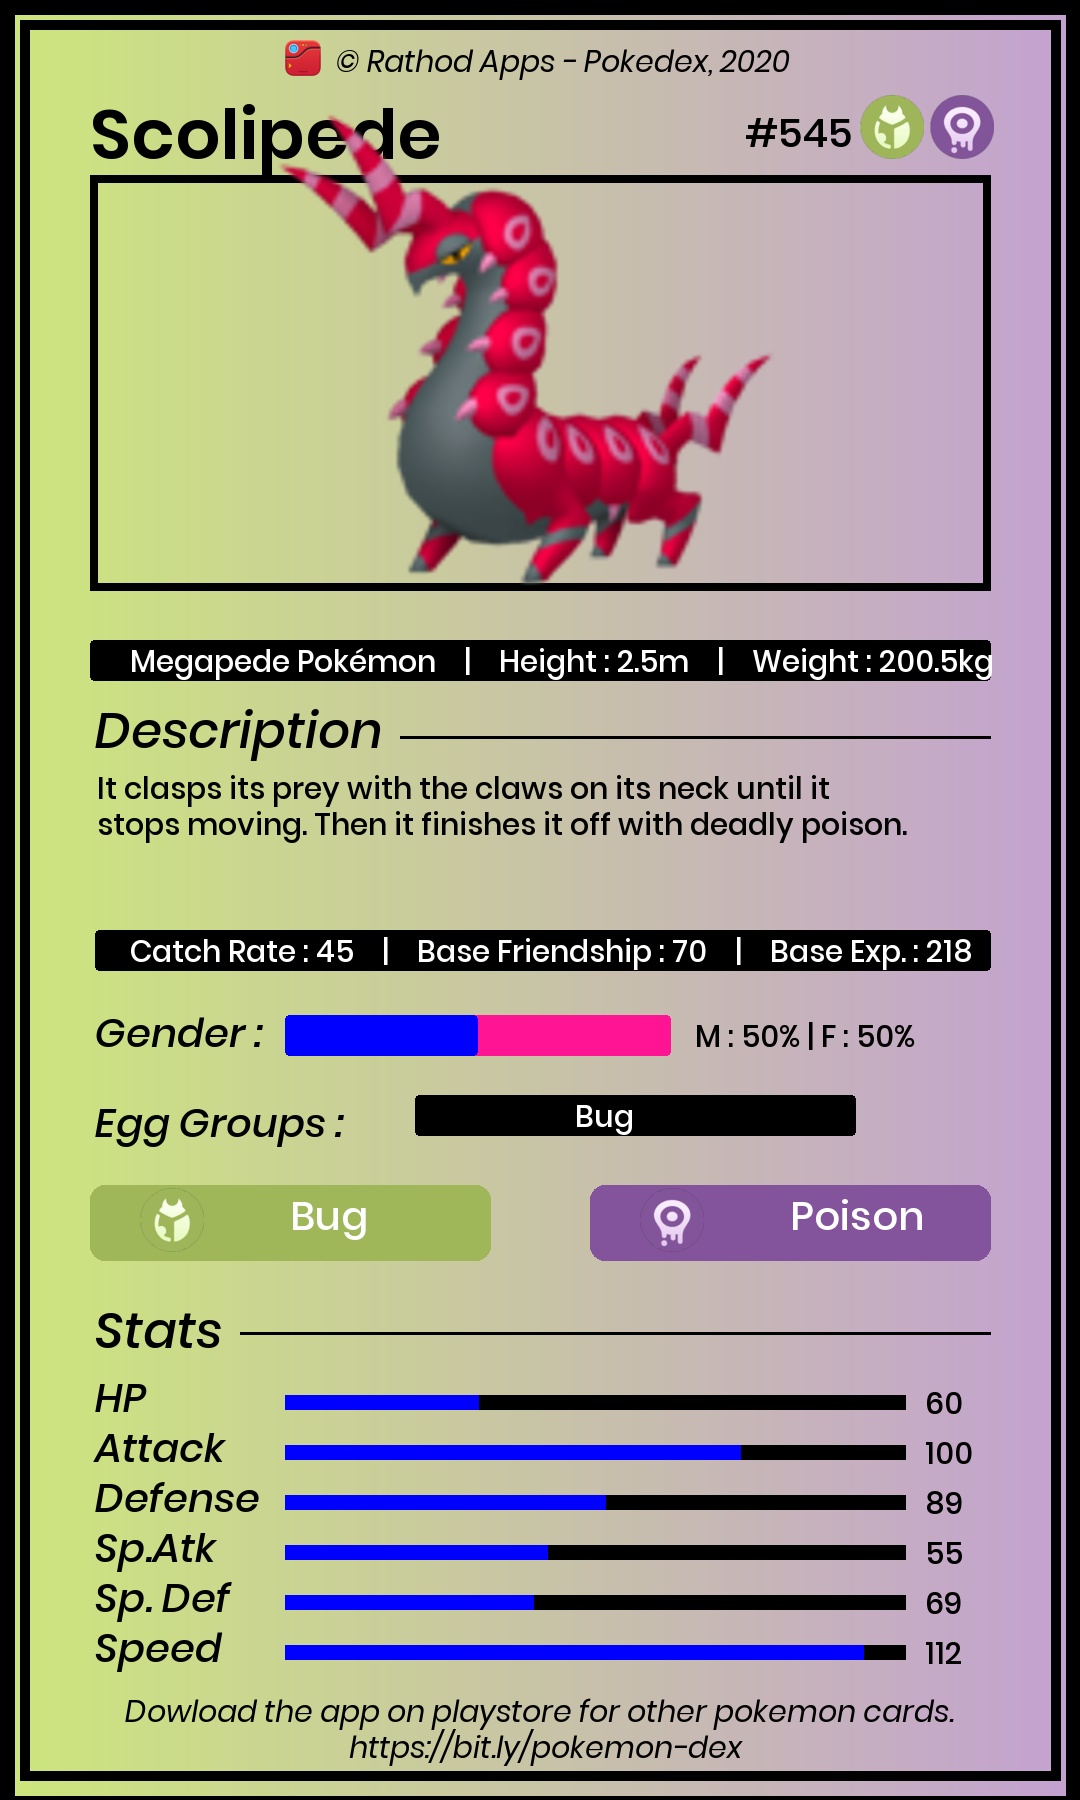 © Rathod Apps - Pokedex, 2020
Scolipede #545
Megapede Pokémon | Height : 2.5m | Weight : 200.5kg
Description
It clasps its prey with the claws on its neck until it
stops moving. Then it finishes it off with deadly poison.
Catch Rate : 45 | Base Friendship : 70 | Base Exp. : 218
Gender : M : 50% | F : 50%
Egg Groups : Bug
Bug Poison
Stats
HP 60
Attack 100
Defense 89
Sp.Atk 55
Sp. Def 69
Speed 112
Dowload the app on playstore for other pokemon cards.
https://bit.ly/pokemon-dex